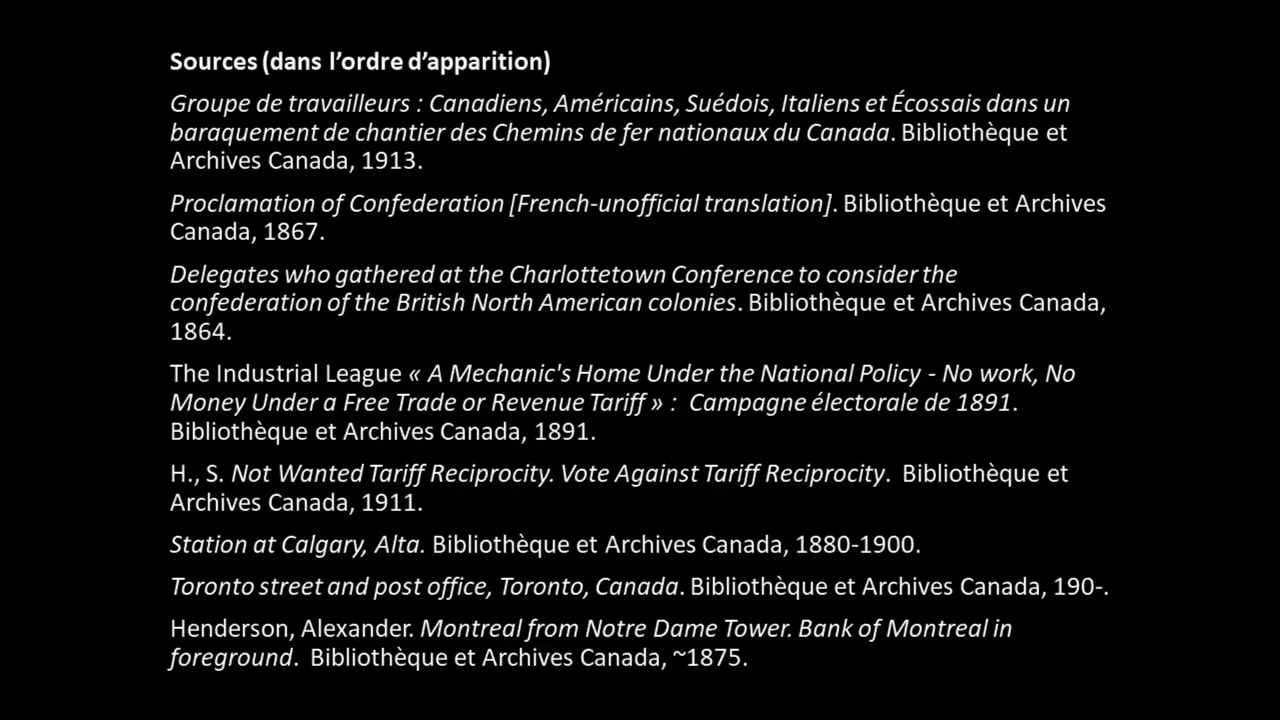 Sources (dans l’ordre d’apparition)
Groupe de travailleurs : Canadiens, Américains, Suédois, Italiens et Écossais dans un
baraquement de chantier des Chemins de fer nationaux du Canada. Bibliothèque et
Archives Canada, 1913.
Proclamation of Confederation [French-unofficial translation]. Bibliothèque et Archives
Canada, 1867.
Delegates who gathered at the Charlottetown Conference to consider the
confederation of the British North American colonies. Bibliothèque et Archives Canada,
1864.
The Industrial League « A Mechanic's Home Under the National Policy - No work, No
Money Under a Free Trade or Revenue Tariff » :  Campagne électorale de 1891.
Bibliothèque et Archives Canada, 1891.
H., S. Not Wanted Tariff Reciprocity. Vote Against Tariff Reciprocity.  Bibliothèque et
Archives Canada, 1911.
Station at Calgary, Alta. Bibliothèque et Archives Canada, 1880-1900.
Toronto street and post office, Toronto, Canada. Bibliothèque et Archives Canada, 190-.
Henderson, Alexander. Montreal from Notre Dame Tower. Bank of Montreal in
foreground.  Bibliothèque et Archives Canada, ~1875.